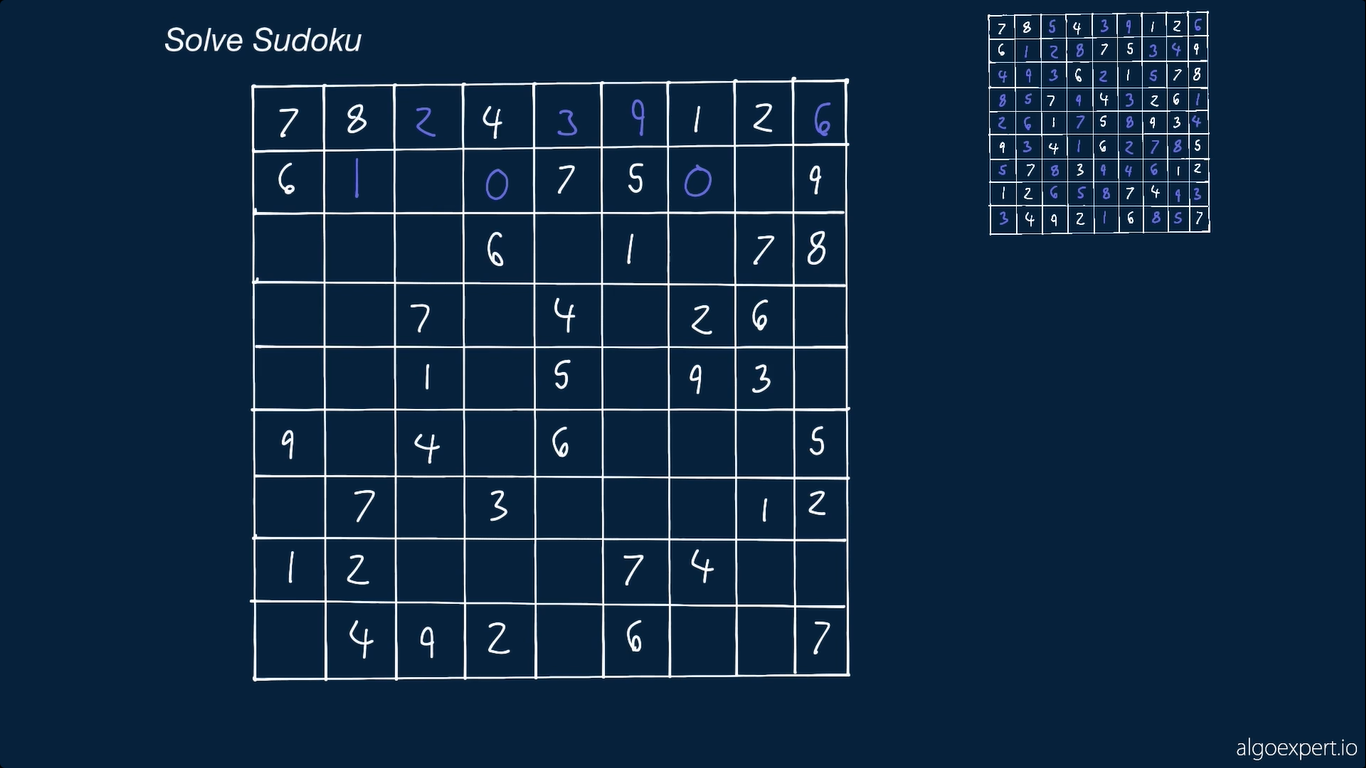 Solve Sudoku
7 8 2 4 3 9 1 2 6
6 1 0 7 5 0 9
6 1 7 8
7 4 2 6
1 5 9 3
9 4 6 5
7 3 1 2
1 2 7 4
4 9 2 6 7
7 8 5 4 3 9 1 2 6
6 1 2 8 7 5 3 4 9
4 9 3 6 2 1 5 7 8
8 5 7 9 4 3 2 6 1
2 6 1 7 5 8 9 3 4
9 3 4 1 6 2 7 8 5
5 7 8 3 9 4 6 1 2
1 2 6 5 8 7 4 9 3
3 4 9 2 1 6 8 5 7
algoexpert.io